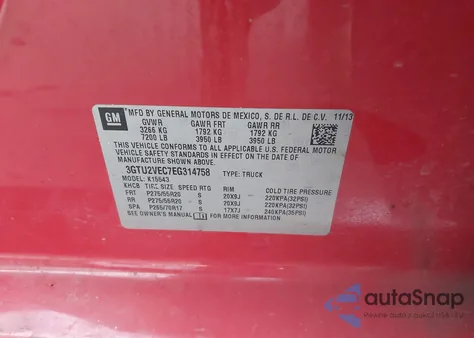 GM
MFD BY GENERAL MOTORS DE MEXICO, S. DE R.L. DE C.V. 11/13
GVWR GAWR FRT GAWR RR
3266 KG 1792 KG 1792 KG
7200 LB 3950 LB 3950 LB
THIS VEHICLE CONFORMS TO ALL APPLICABLE U.S. FEDERAL MOTOR VEHICLE SAFETY STANDARDS IN EFFECT ON THE DATE OF
MANUFACTURE SHOWN ABOVE.
3GTU2VEC7EG314758 TYPE: TRUCK
MODEL: K15543
KHCB TIRE SIZE SPEED RTG RIM COLD TIRE PRESSURE
FRT P275/55R20 S 20X9J 220KPA(32PSI)
RR P275/55R20 S 20X9J 220KPA(32PSI)
SPA P265/70R17 S 17X7J 240KPA(35PSI)
SEE OWNER'S MANUAL FOR MORE INFORMATION.
autoSnap